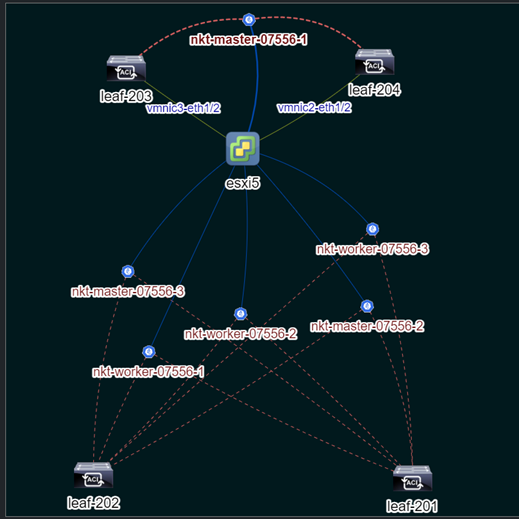 nkt-master-07556-1
ACI
leaf-203
ACI
leaf-204
vmnic3-eth1/2
vmnic2-eth1/2
esxi5
nkt-worker-07556-3
nkt-master-07556-3
nkt-worker-07556-2
nkt-master-07556-2
nkt-worker-07556-1
ACI
leaf-202
ACI
leaf-201